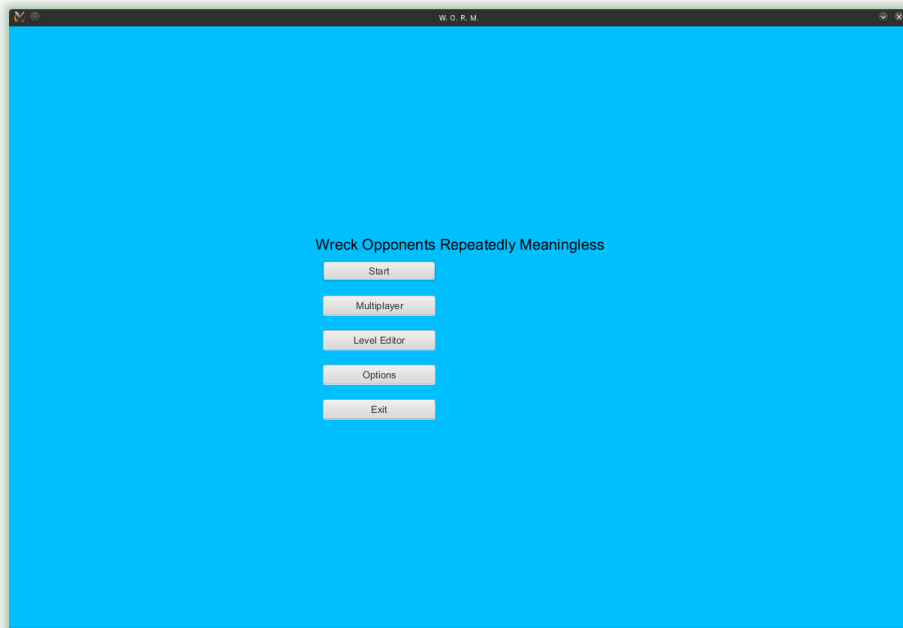 W. O. R. M.
Wreck Opponents Repeatedly Meaningless
Start
Multiplayer
Level Editor
Options
Exit